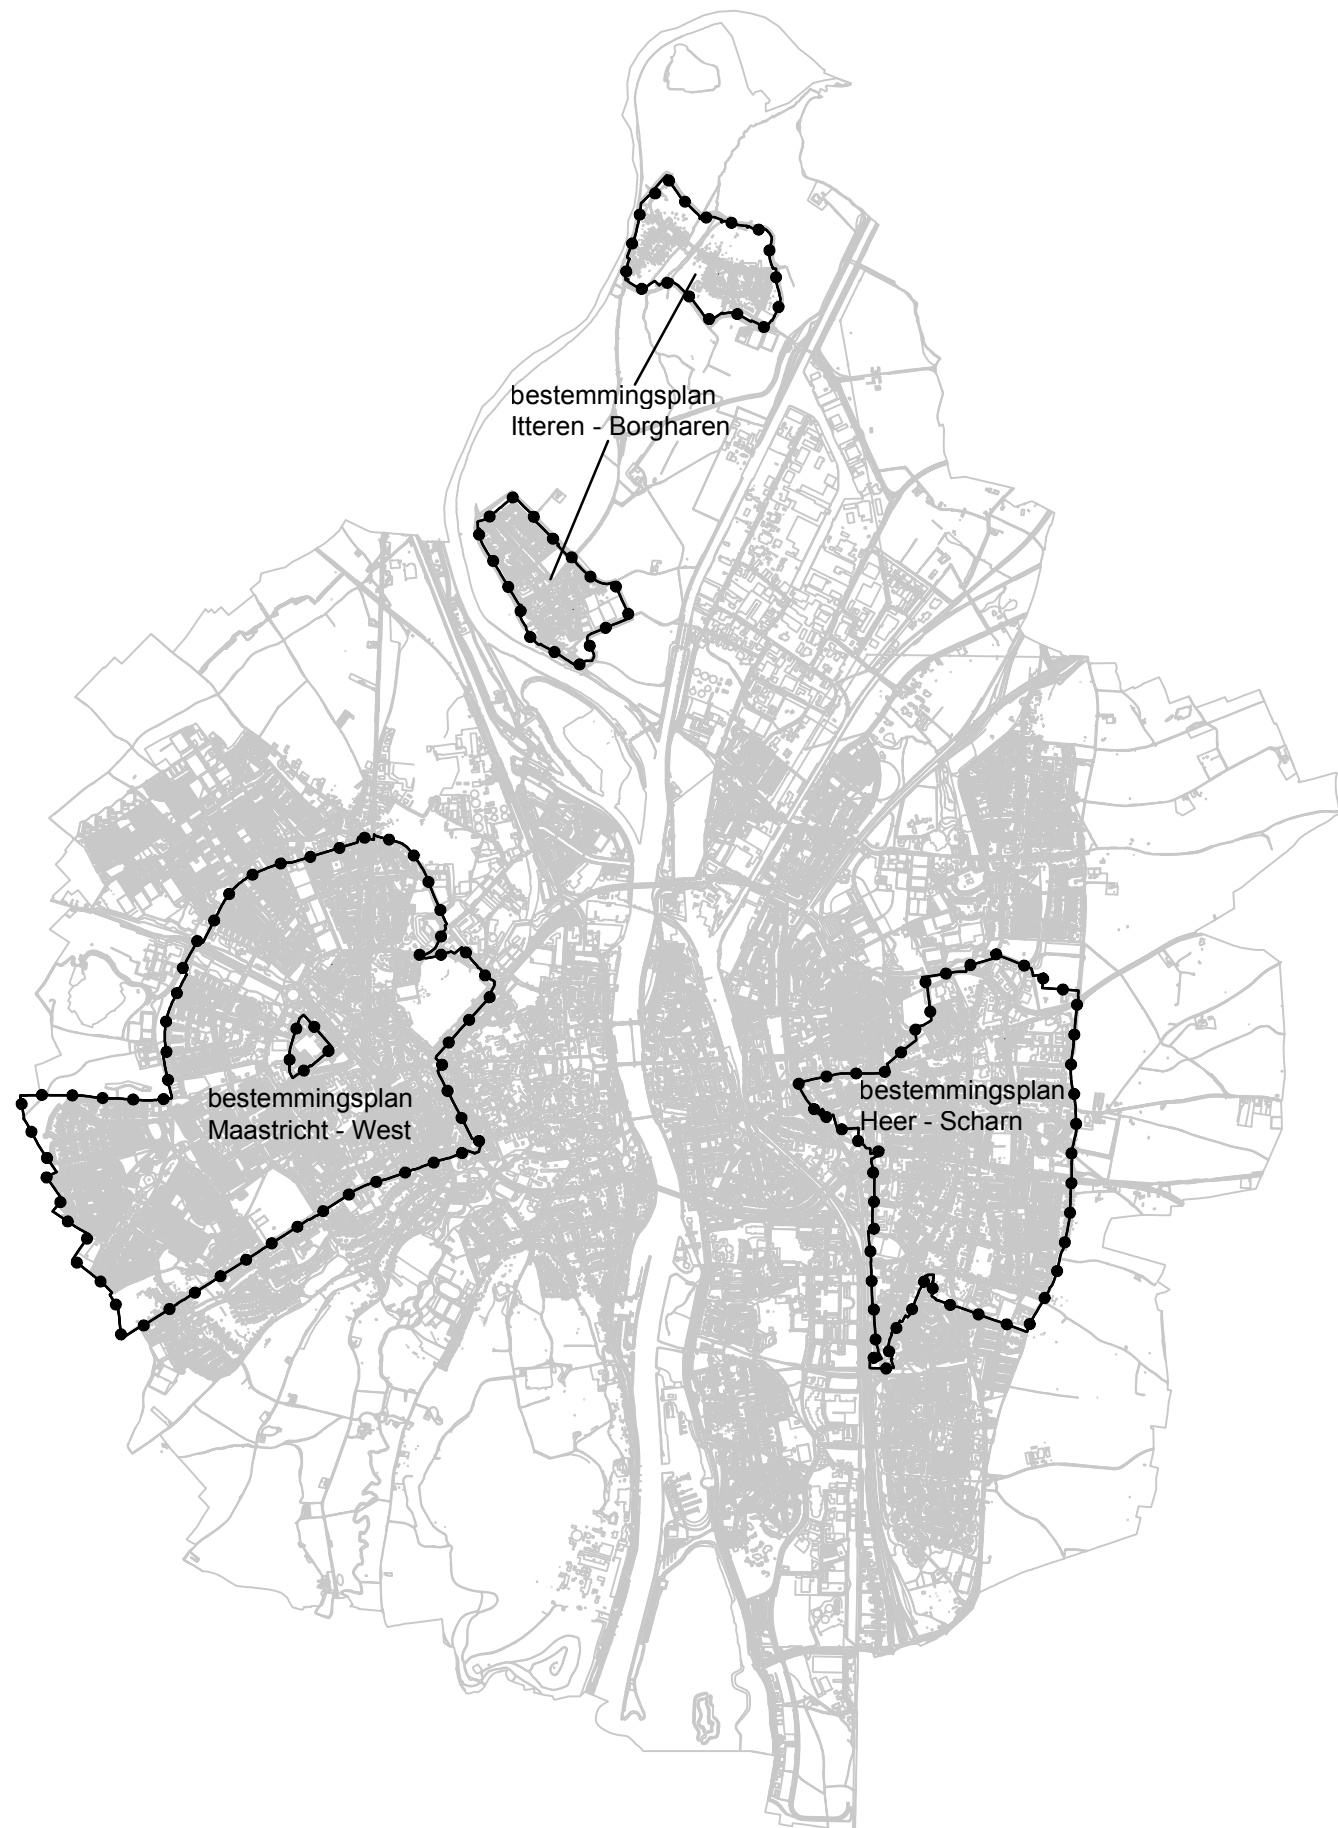 bestemmingsplan
Itteren - Borgharen
bestemmingsplan
Maastricht - West
bestemmingsplan
Heer - Scharn